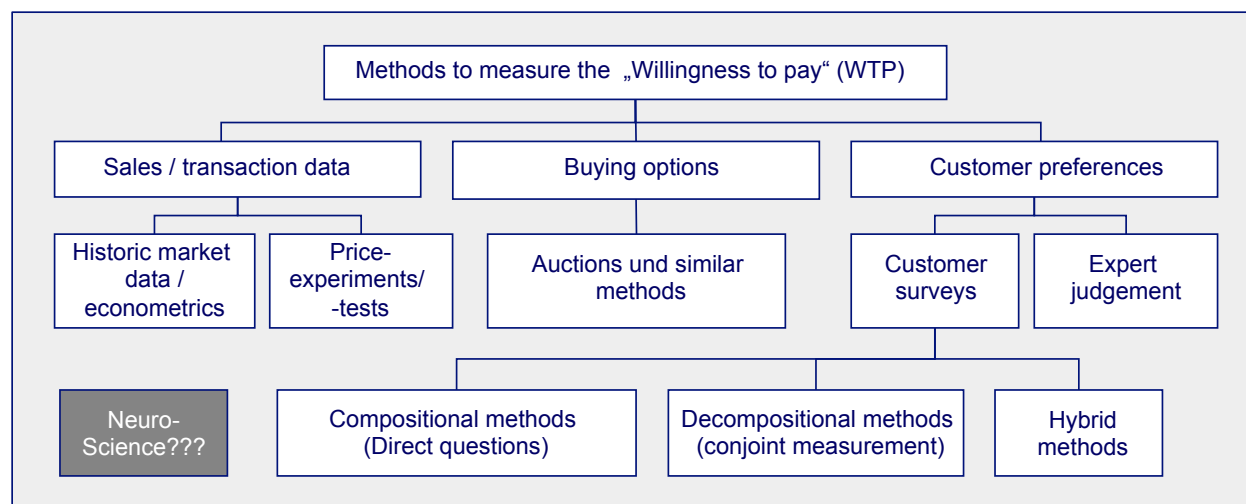 Methods to measure the „Willingness to pay“ (WTP)
Sales / transaction data
Buying options
Customer preferences
Historic market
data /
econometrics
Price-
experiments/
-tests
Auctions und similar
methods
Customer
surveys
Expert
judgement
Neuro-
Science???
Compositional methods
(Direct questions)
Decompositional methods
(conjoint measurement)
Hybrid
methods